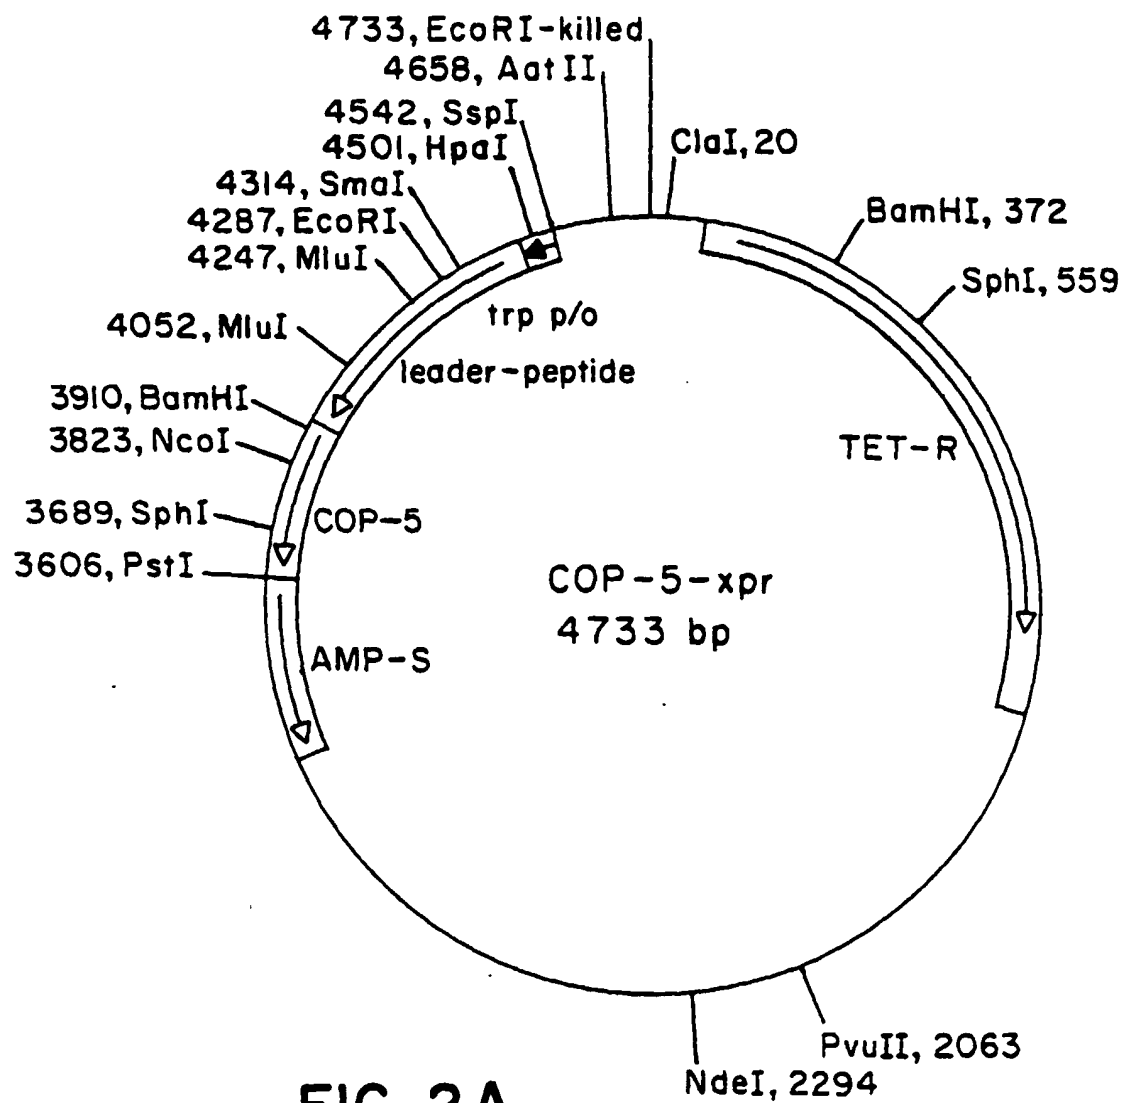 4733, EcoRI-killed
4658, AatII
4542, SspI
4501, HpaI
4314, SmaI
4287, EcoRI
4247, MluI
4052, MluI
3910, BamHI
3823, NcoI
3689, SphI
3606, PstI
ClaI, 20
BamHI, 372
SphI, 559
trp p/o
leader-peptide
TET-R
COP-5
AMP-S
COP-5-xpr
4733 bp
PvuII, 2063
NdeI, 2294
FIG. 2A